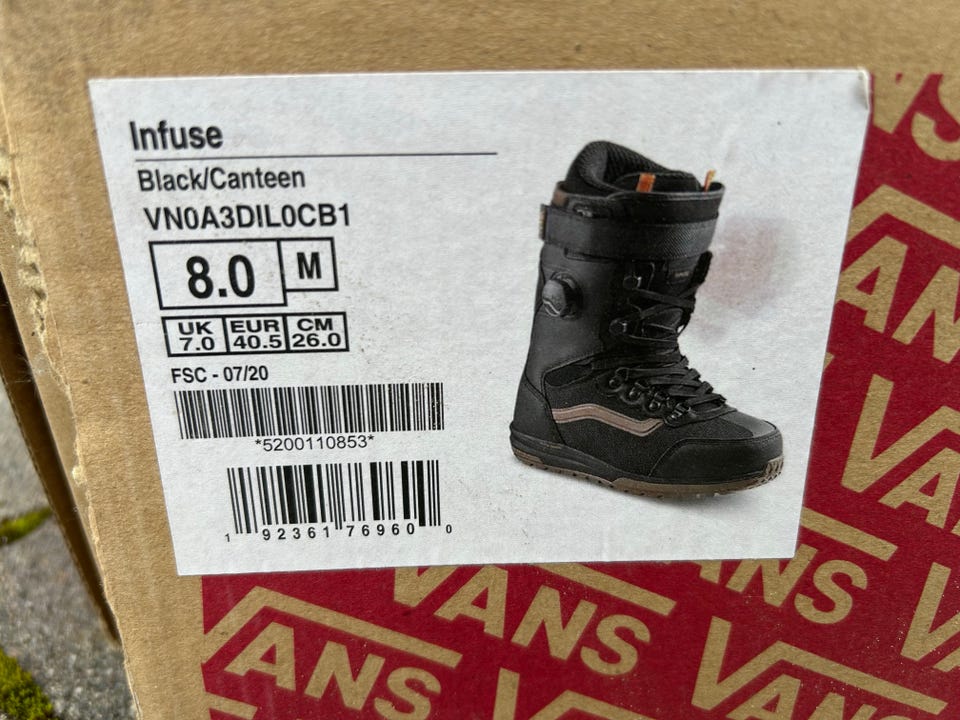 Infuse
Black/Canteen
VN0A3DIL0CB1
8.0 M
UK EUR CM
7.0 40.5 26.0
FSC - 07/20
*5200110853*
1 92361 76960 0
VANS
VANS
VANS
VANS
VANS
VANS